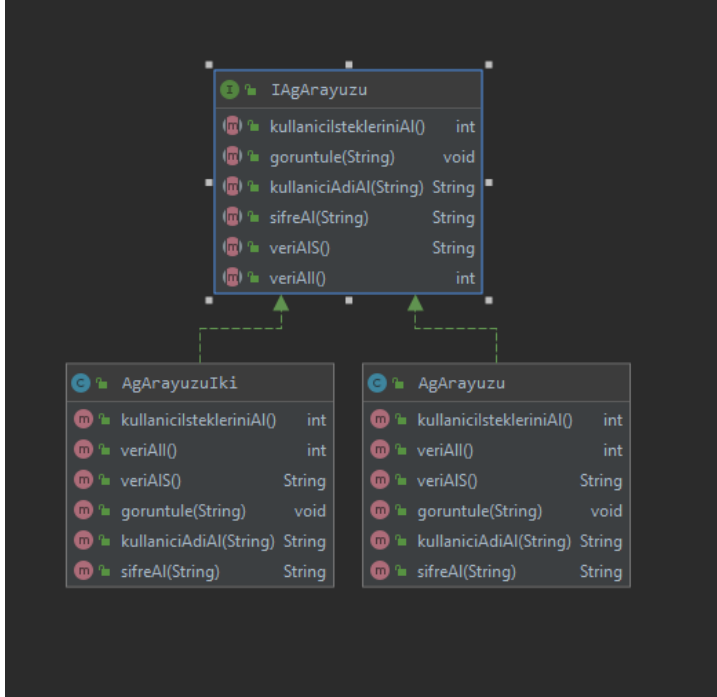 IAgArayuzu
kullaniciIstekleriniAl() int
goruntule(String) void
kullaniciAdiAl(String) String
sifreAl(String) String
veriAlS() String
veriAlI() int
AgArayuzuIki
kullaniciIstekleriniAl() int
veriAlI() int
veriAlS() String
goruntule(String) void
kullaniciAdiAl(String) String
sifreAl(String) String
AgArayuzu
kullaniciIstekleriniAl() int
veriAlI() int
veriAlS() String
goruntule(String) void
kullaniciAdiAl(String) String
sifreAl(String) String